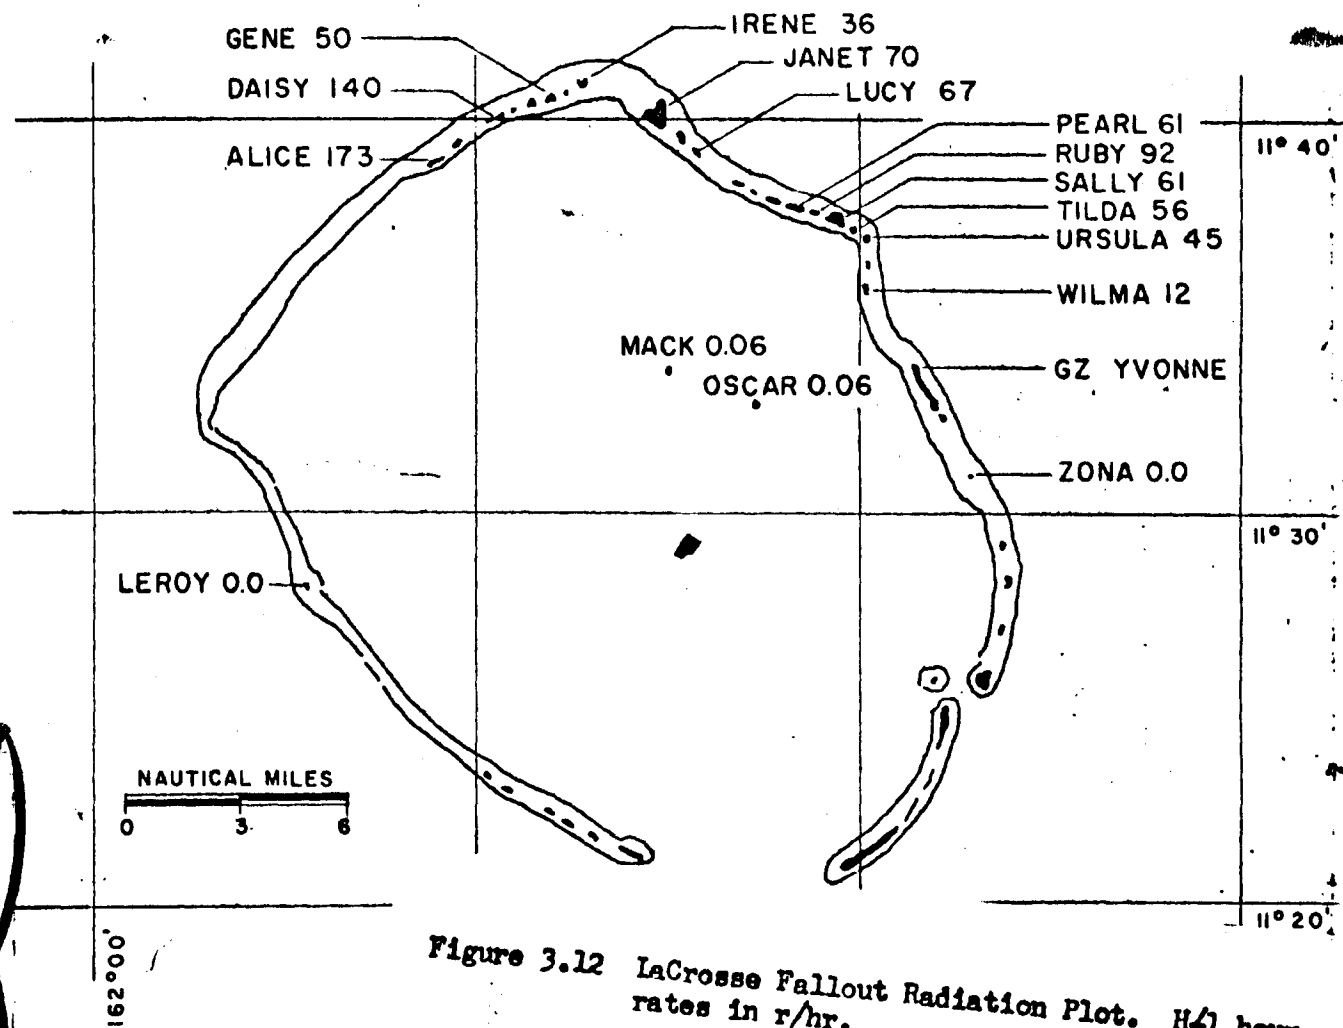 IRENE 36
GENE 50
JANET 70
DAISY 140
LUCY 67
PEARL 61
11° 40'
ALICE 173
RUBY 92
SALLY 61
TILDA 56
URSULA 45
WILMA 12
MACK 0.06
GZ YVONNE
OSCAR 0.06
ZONA 0.0
11° 30'
LEROY 0.0
NAUTICAL MILES
0 3 6
11° 20'
162°00'
Figure 3.12 LaCrosse Fallout Radiation Plot. H/1 hour
rates in r/hr.